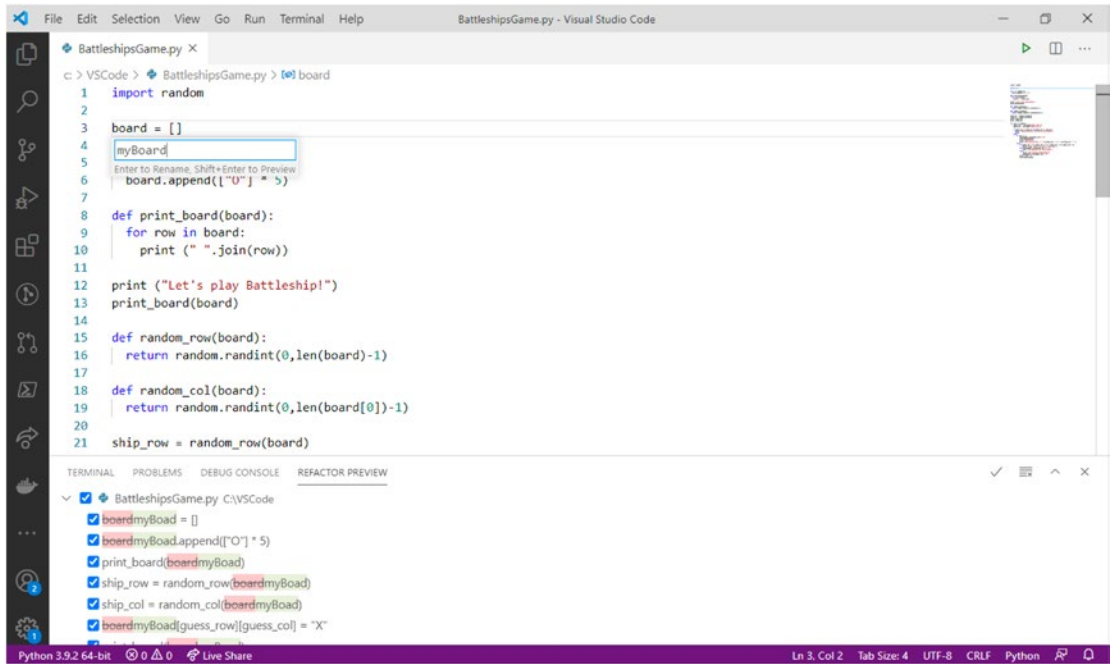 File Edit Selection View Go Run Terminal Help BattleshipsGame.py - Visual Studio Code
BattleshipsGame.py
c: > VSCode > BattleshipsGame.py > board
1 import random
2
3 board = []
4 myBoard
5 Enter to Rename, Shift+Enter to Preview
6 board.append(["O"] * 5)
7
8 def print_board(board):
9 for row in board:
10 print (" ".join(row))
11
12 print ("Let's play Battleship!")
13 print_board(board)
14
15 def random_row(board):
16 return random.randint(0,len(board)-1)
17
18 def random_col(board):
19 return random.randint(0,len(board[0])-1)
20
21 ship_row = random_row(board)
TERMINAL PROBLEMS DEBUG CONSOLE REFACTOR PREVIEW
BattleshipsGame.py C:\VSCode
boardmyBoad = []
boardmyBoad.append(["O"] * 5)
print_board(boardmyBoad)
ship_row = random_row(boardmyBoad)
ship_col = random_col(boardmyBoad)
boardmyBoad[guess_row][guess_col] = "X"
2
1
Python 3.9.2 64-bit 0 0 Live Share Ln 3, Col 2 Tab Size: 4 UTF-8 CRLF Python